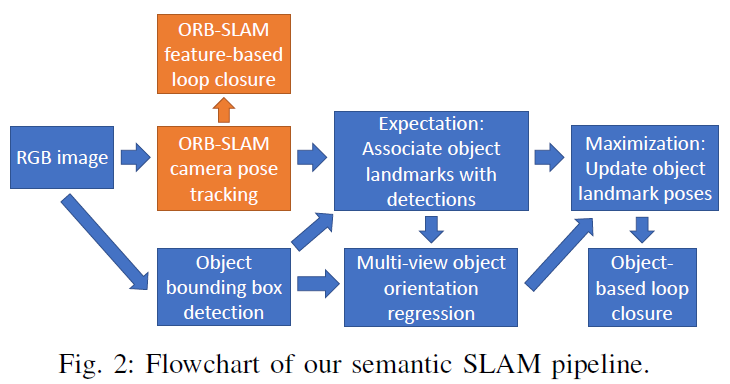 ORB-SLAM
feature-based
loop closure
RGB image
ORB-SLAM
camera pose
tracking
Expectation:
Associate object
landmarks with
detections
Maximization:
Update object
landmark poses
Object
bounding box
detection
Multi-view object
orientation
regression
Object-
based loop
closure
Fig. 2: Flowchart of our semantic SLAM pipeline.